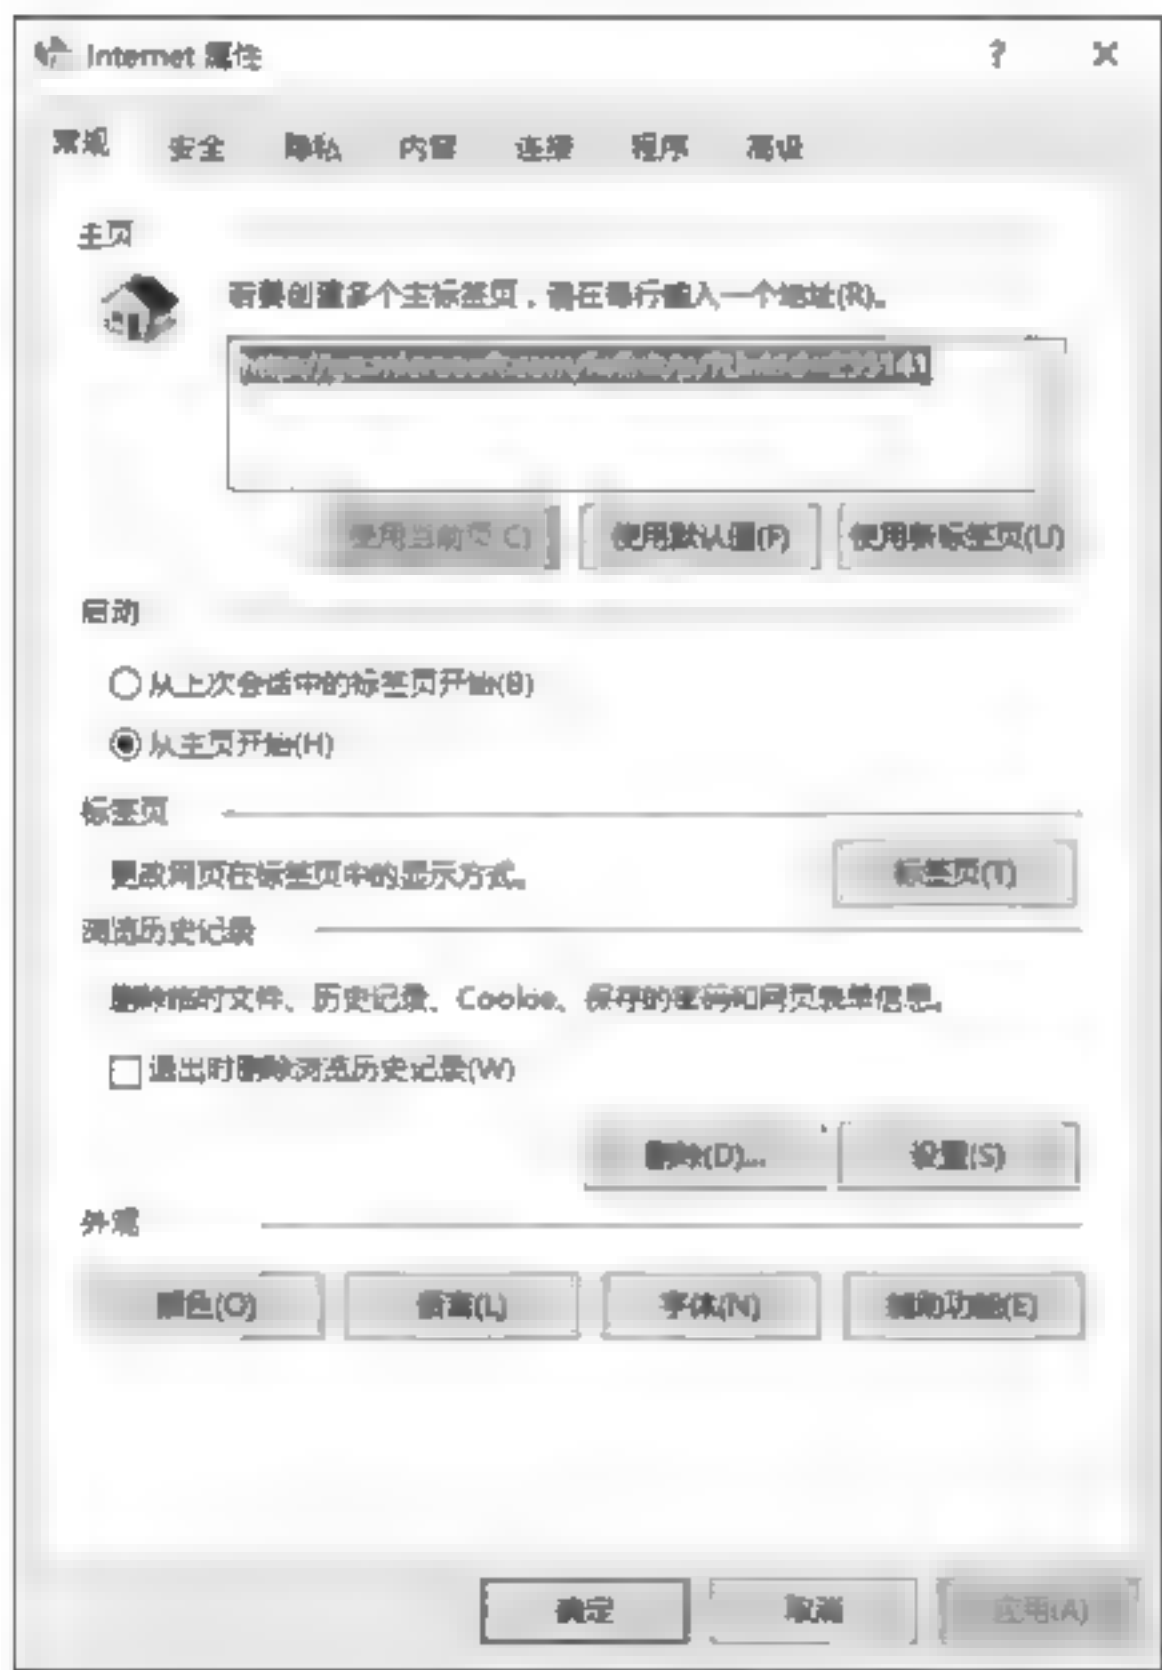 Internet 属性
常规 安全 隐私 内容 连接 程序 高级
主页
若要创建多个主标签页，请在每行输入一个地址(R)。
使用当前页(C) 使用默认值(F) 使用新标签页(U)
启动
从上次会话中的标签页开始(B)
从主页开始(H)
标签页
更改网页在标签页中的显示方式。 标签页(T)
浏览历史记录
删除临时文件、历史记录、Cookie、保存的密码和网页表单信息。
退出时删除浏览历史记录(W)
删除(D)... 设置(S)
外观
颜色(O) 语言(L) 字体(N) 辅助功能(E)
确定 取消 应用(A)